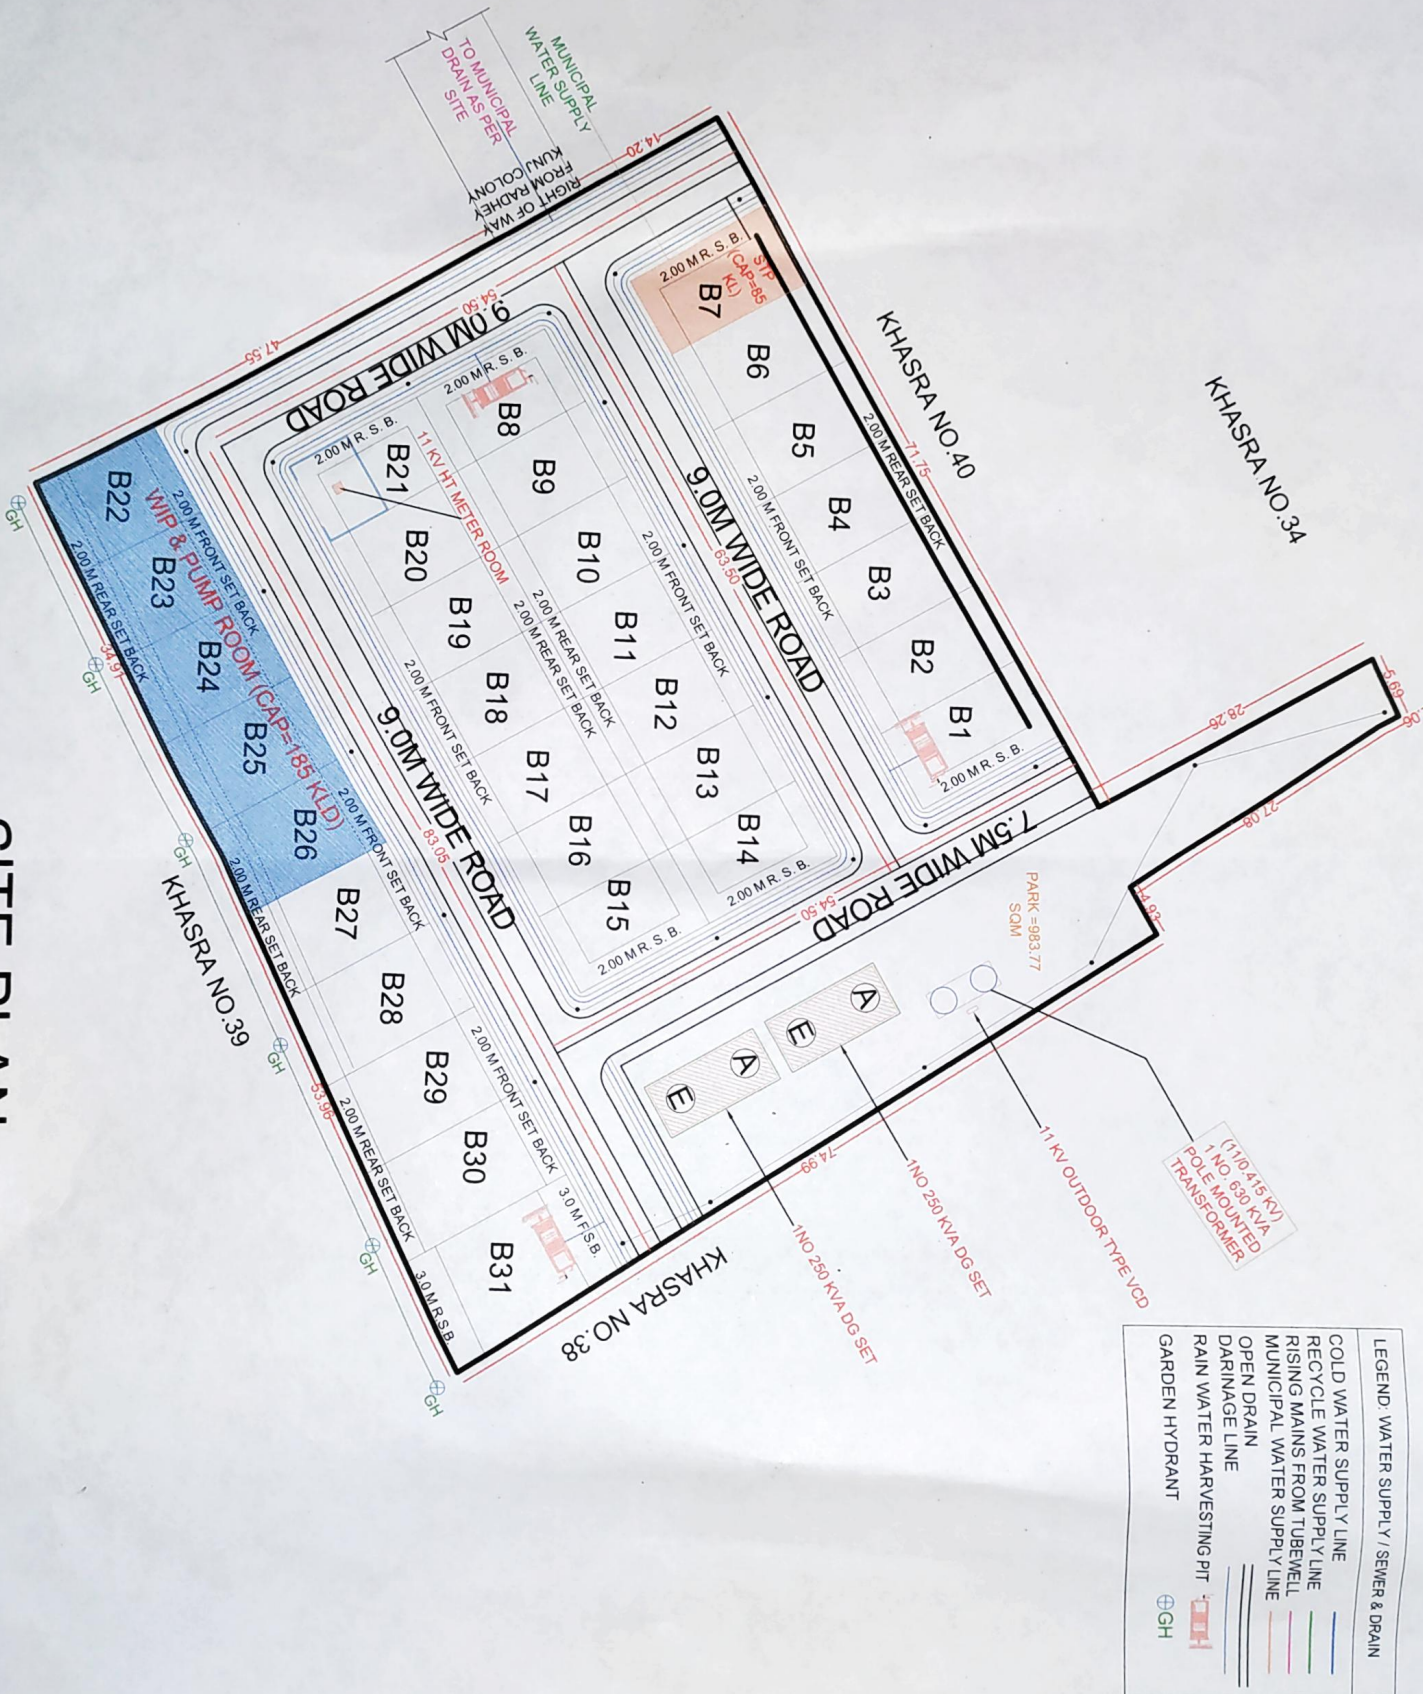 MUNICIPAL
WATER SUPPLY
LINE
TO MUNICIPAL
DRAIN AS PER
SITE
RIGHT OF WAY
FROM RADHEY
KUNJ COLONY
14.20
47.55
54.50
9.0M WIDE ROAD
KHASRA NO.40
KHASRA NO.34
71.75
2.00 M REAR SET BACK
STP
(CAP=85
KL)
2.00 M R. S. B.
B7
B6
B5
B4
B3
B2
B1
2.00 M R. S. B.
2.00 M FRONT SET BACK
9.0M WIDE ROAD
63.50
28.26
5.69
27.08
14.93
7.5M WIDE ROAD
54.50
PARK =983.77
SQM
2.00 M R. S. B.
B8
B9
B10
B11
B12
B13
B14
2.00 M R. S. B.
2.00 M FRONT SET BACK
2.00 M REAR SET BACK
2.00 M REAR SET BACK
11 KV HT METER ROOM
2.00 M R. S. B.
B21
B20
B19
B18
B17
B16
B15
2.00 M R. S. B.
2.00 M FRONT SET BACK
9.0M WIDE ROAD
83.05
B22
B23
B24
B25
B26
B27
B28
B29
B30
B31
2.00 M FRONT SET BACK
WIP & PUMP ROOM (CAP=185 KLD)
2.00 M FRONT SET BACK
2.00 M FRONT SET BACK
3.0 M F.S.B.
2.00 M REAR SET BACK
2.00 M REAR SET BACK
2.00 M REAR SET BACK
3.0 M R.S.B.
34.91
53.96
GH
GH
GH
GH
GH
GH
KHASRA NO.39
KHASRA NO.38
74.99
A
E
A
E
1NO 250 KVA DG SET
1NO 250 KVA DG SET
11 KV OUTDOOR TYPE VCD
(11/0.415 KV)
1 NO. 630 KVA
POLE MOUNTED
TRANSFORMER
LEGEND: WATER SUPPLY / SEWER & DRAIN
COLD WATER SUPPLY LINE
RECYCLE WATER SUPPLY LINE
RISING MAINS FROM TUBEWELL
MUNICIPAL WATER SUPPLY LINE
OPEN DRAIN
DARINAGE LINE
RAIN WATER HARVESTING PIT
GARDEN HYDRANT
GH
SITE PLAN